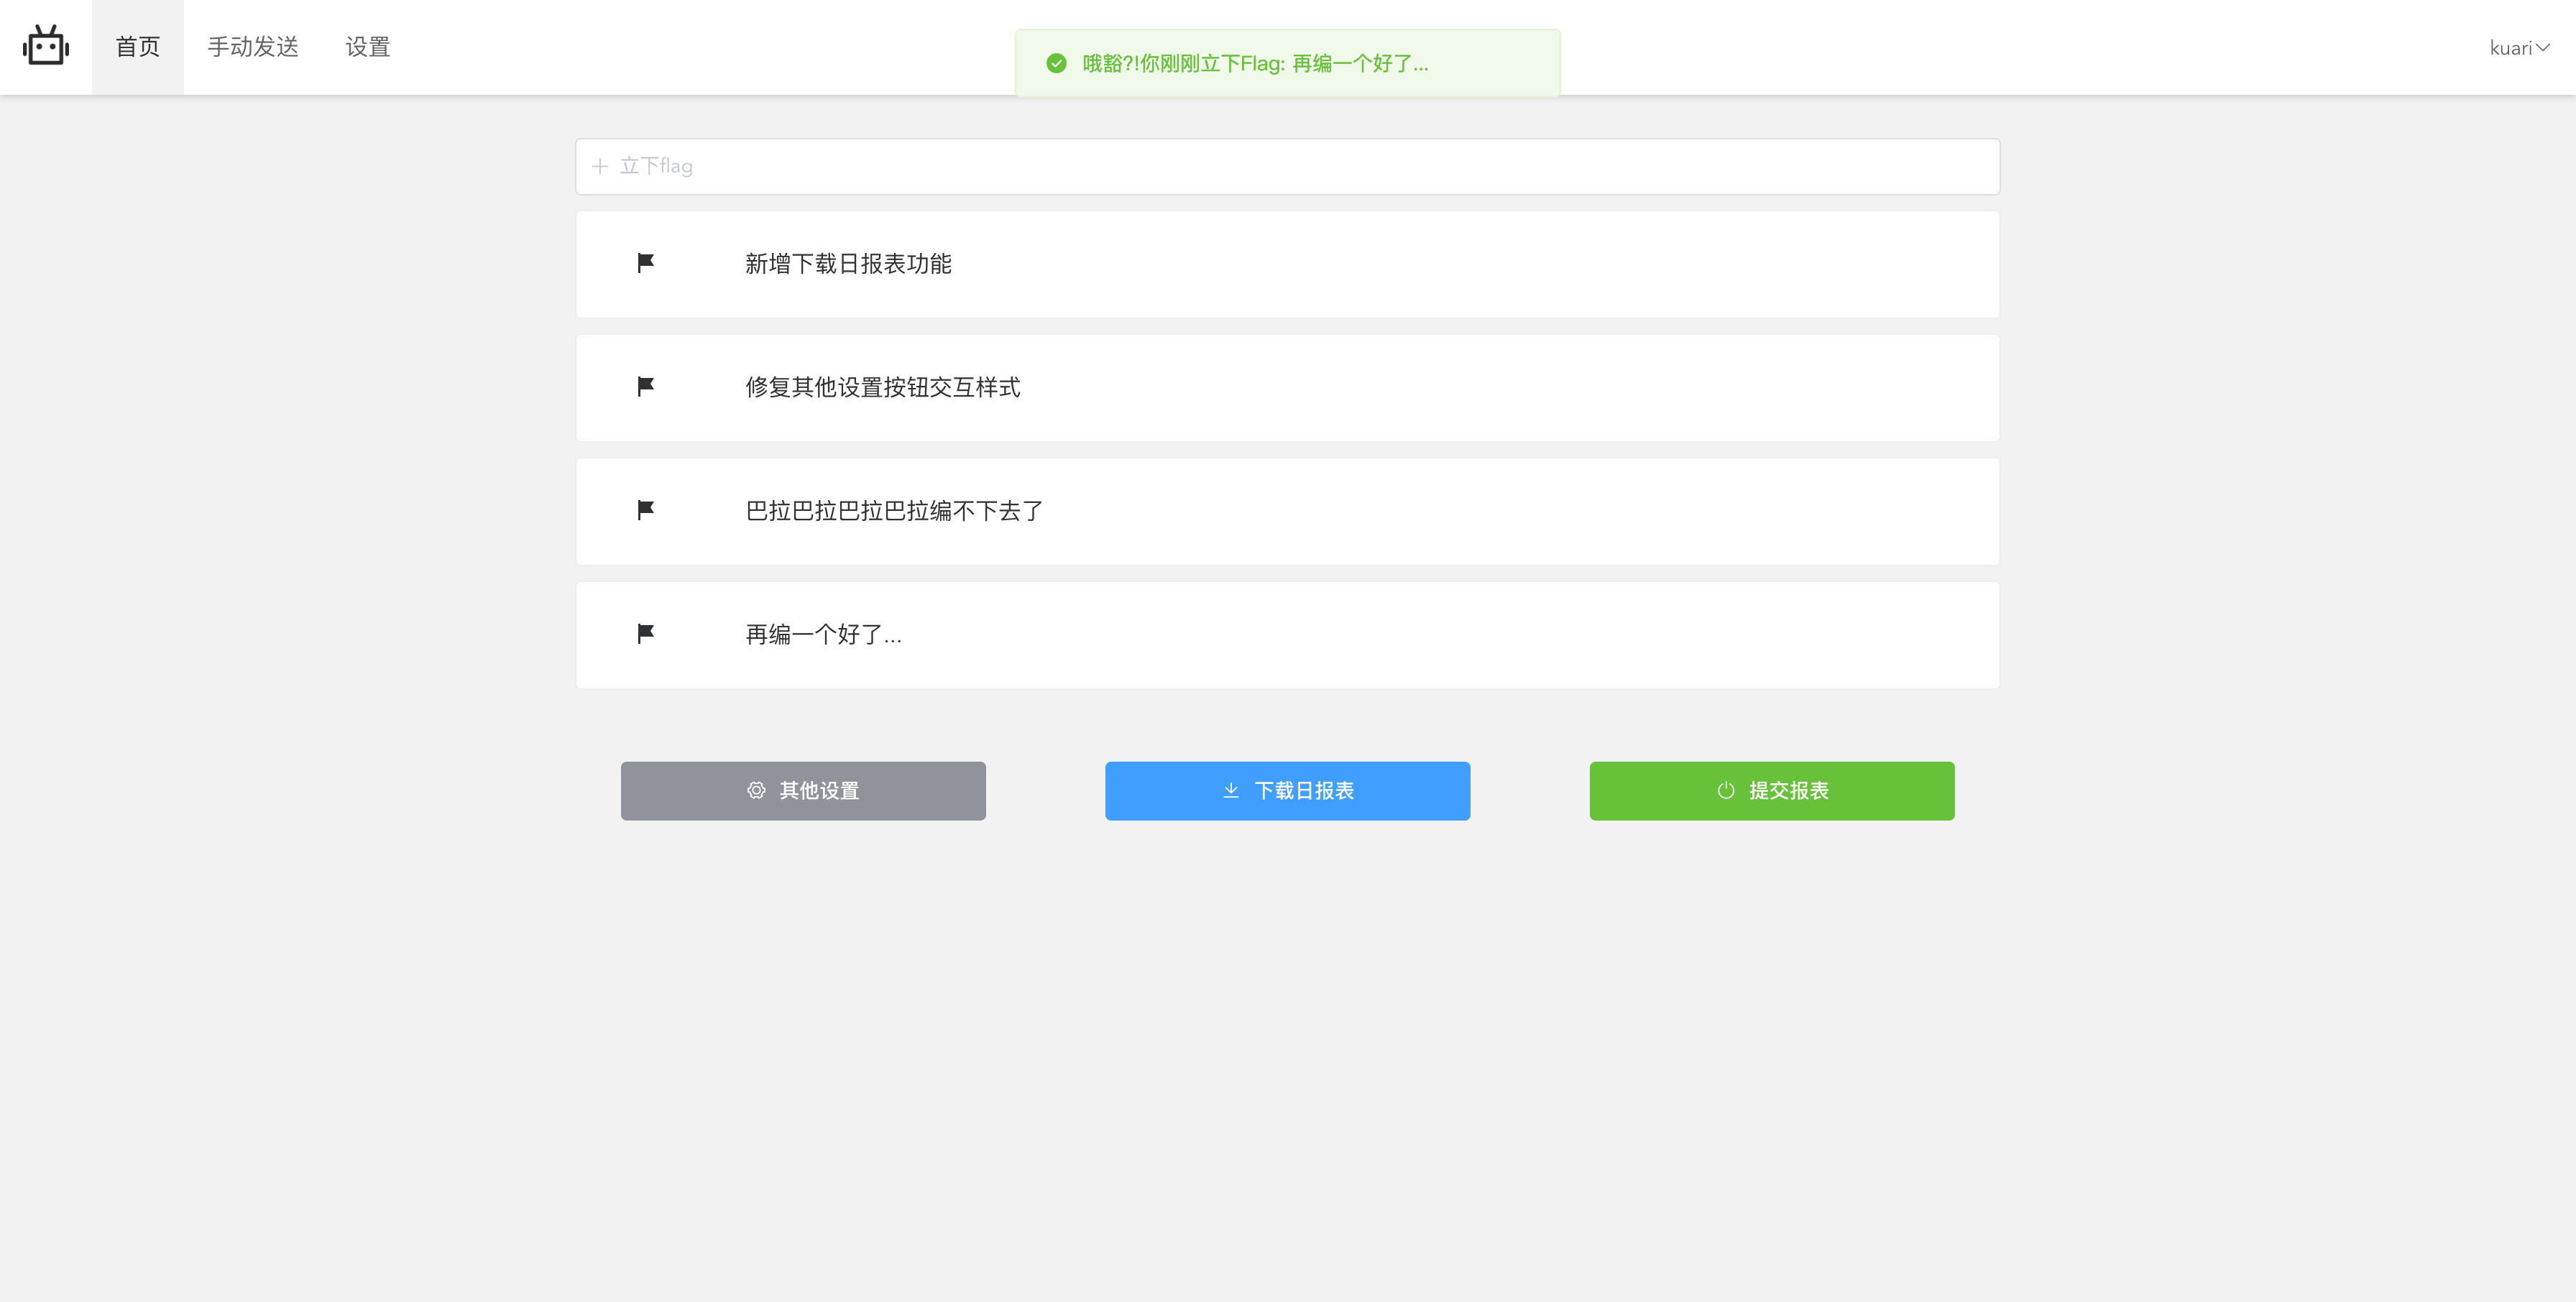 首页
手动发送
设置
哦豁?!你刚刚立下Flag: 再编一个好了...
kuari
立下flag
新增下载日报表功能
修复其他设置按钮交互样式
巴拉巴拉巴拉巴拉编不下去了
再编一个好了...
其他设置
下载日报表
提交报表